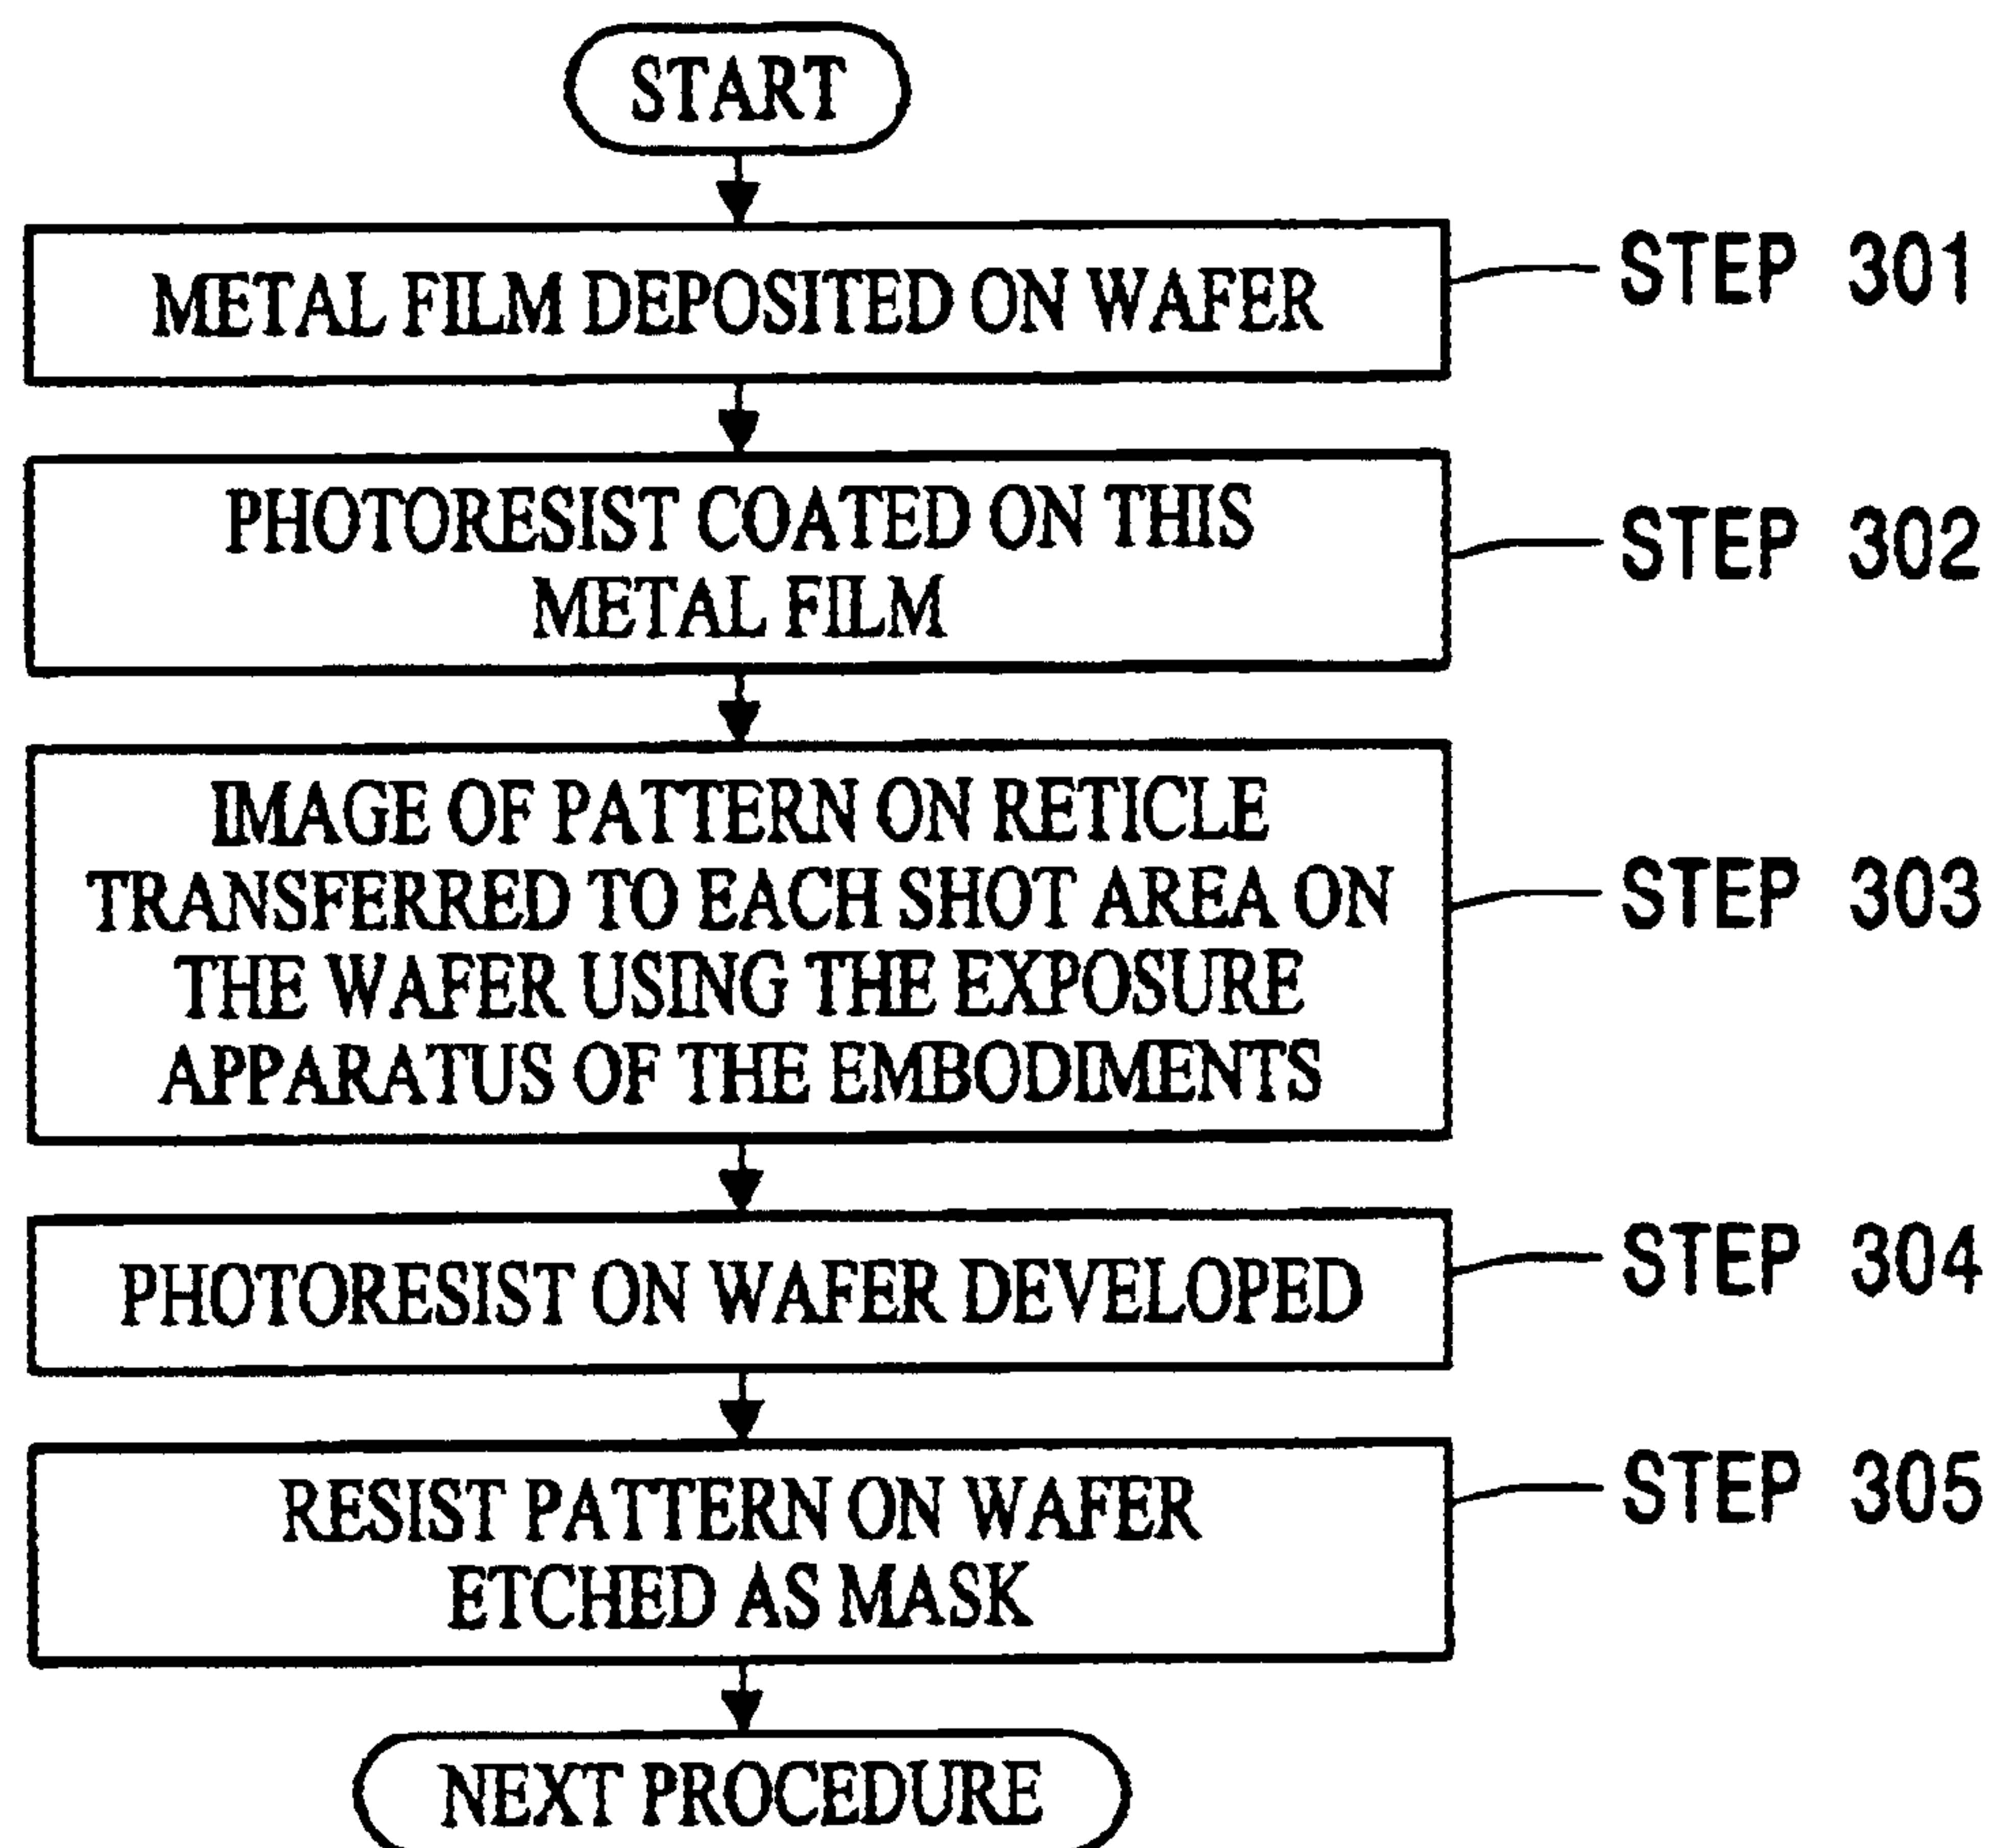 START
METAL FILM DEPOSITED ON WAFER
STEP 301
PHOTORESIST COATED ON THIS
METAL FILM
STEP 302
IMAGE OF PATTERN ON RETICLE
TRANSFERRED TO EACH SHOT AREA ON
THE WAFER USING THE EXPOSURE
APPARATUS OF THE EMBODIMENTS
STEP 303
PHOTORESIST ON WAFER DEVELOPED
STEP 304
RESIST PATTERN ON WAFER
ETCHED AS MASK
STEP 305
NEXT PROCEDURE